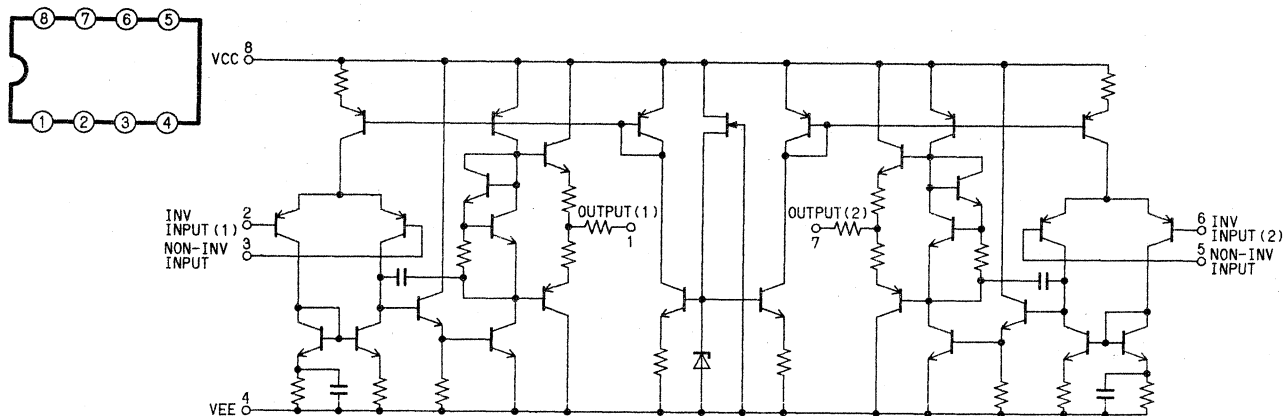 8 7 6 5
1 2 3 4
VCC 8
2
INV
INPUT(1)
3
NON-INV
INPUT
OUTPUT(1)
1
OUTPUT(2)
7
6
INV
INPUT(2)
5
NON-INV
INPUT
VEE 4